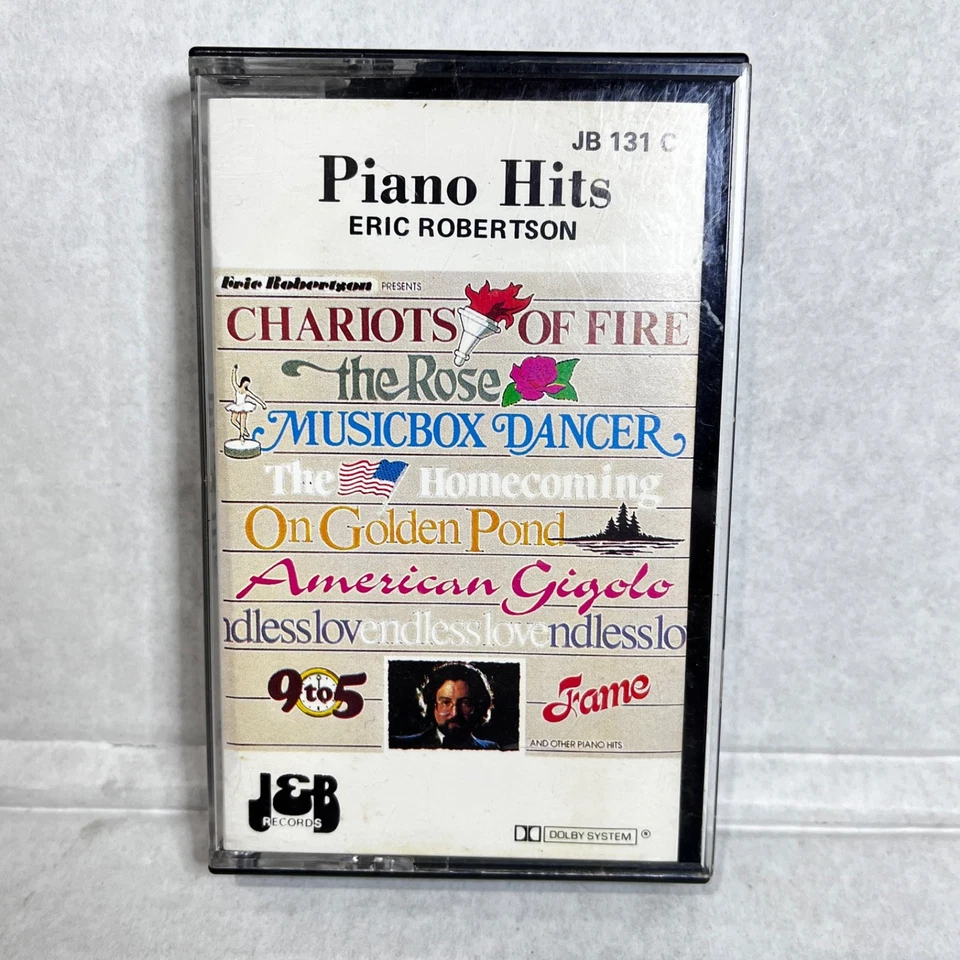 JB 131 C
Piano Hits
ERIC ROBERTSON
Eric Robertson PRESENTS
CHARIOTS OF FIRE
the Rose
MUSICBOX DANCER
The Homecoming
On Golden Pond
American Gigolo
ndlesslovendlesslovendlesslo
9 to 5
Fame
AND OTHER PIANO HITS
J&B
RECORDS
DOLBY SYSTEM ®